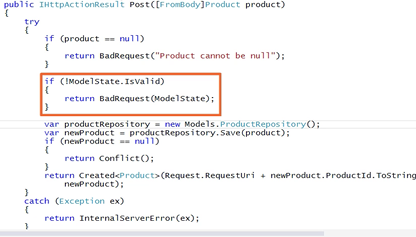 public IHttpActionResult Post([FromBody]Product product)
{
try
{
if (product == null)
{
return BadRequest("Product cannot be null");
}
if (!ModelState.IsValid)
{
return BadRequest(ModelState);
}
var productRepository = new Models.ProductRepository();
var newProduct = productRepository.Save(product);
if (newProduct == null)
{
return Conflict();
}
return Created<Product>(Request.RequestUri + newProduct.ProductId.ToString
newProduct);
}
catch (Exception ex)
{
return InternalServerError(ex);
}